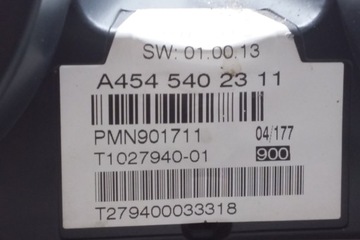 SW: 01.00.13
A454 540 23 11
PMN901711 04/177
T1027940-01 900
T279400033318